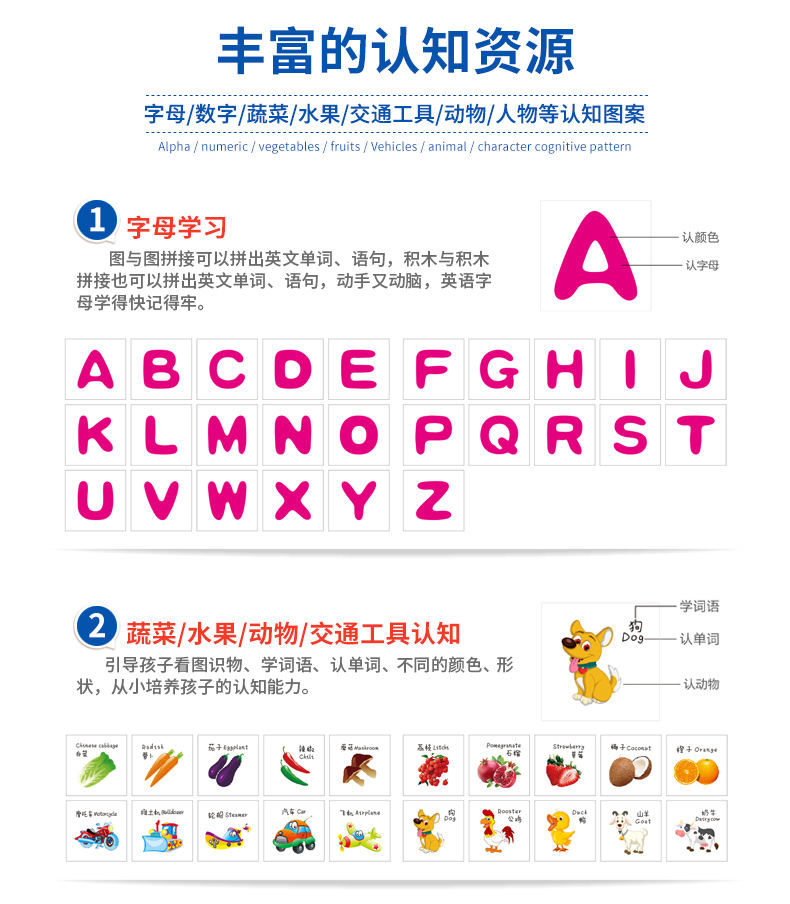 丰富的认知资源
字母/数字/蔬菜/水果/交通工具/动物/人物等认知图案
Alpha / numeric / vegetables / fruits / Vehicles / animal / character cognitive pattern
1 字母学习
图与图拼接可以拼出英文单词、语句，积木与积木
拼接也可以拼出英文单词、语句，动手又动脑，英语字
母学得快记得牢。
A
认颜色
认字母
A B C D E F G H I J
K L M N O P Q R S T
U V W X Y Z
2 蔬菜/水果/动物/交通工具认知
引导孩子看图识物、学词语、认单词、不同的颜色、形
状，从小培养孩子的认知能力。
狗
Dog
学词语
认单词
认动物
Chinese cabbage
白菜
Radish
萝卜
茄子 Eggplant
辣椒
Chili
蘑菇 Mushroom
荔枝 Litchi
Pomegranate
石榴
Strawberry
草莓
椰子 Coconut
橙子 Orange
摩托车 Motorcycle
推土机 Bulldozer
轮船 Steamer
汽车 Car
飞机 Airplane
狗
Dog
Rooster
公鸡
Duck
鸭
山羊
Goat
奶牛
Dairy cow